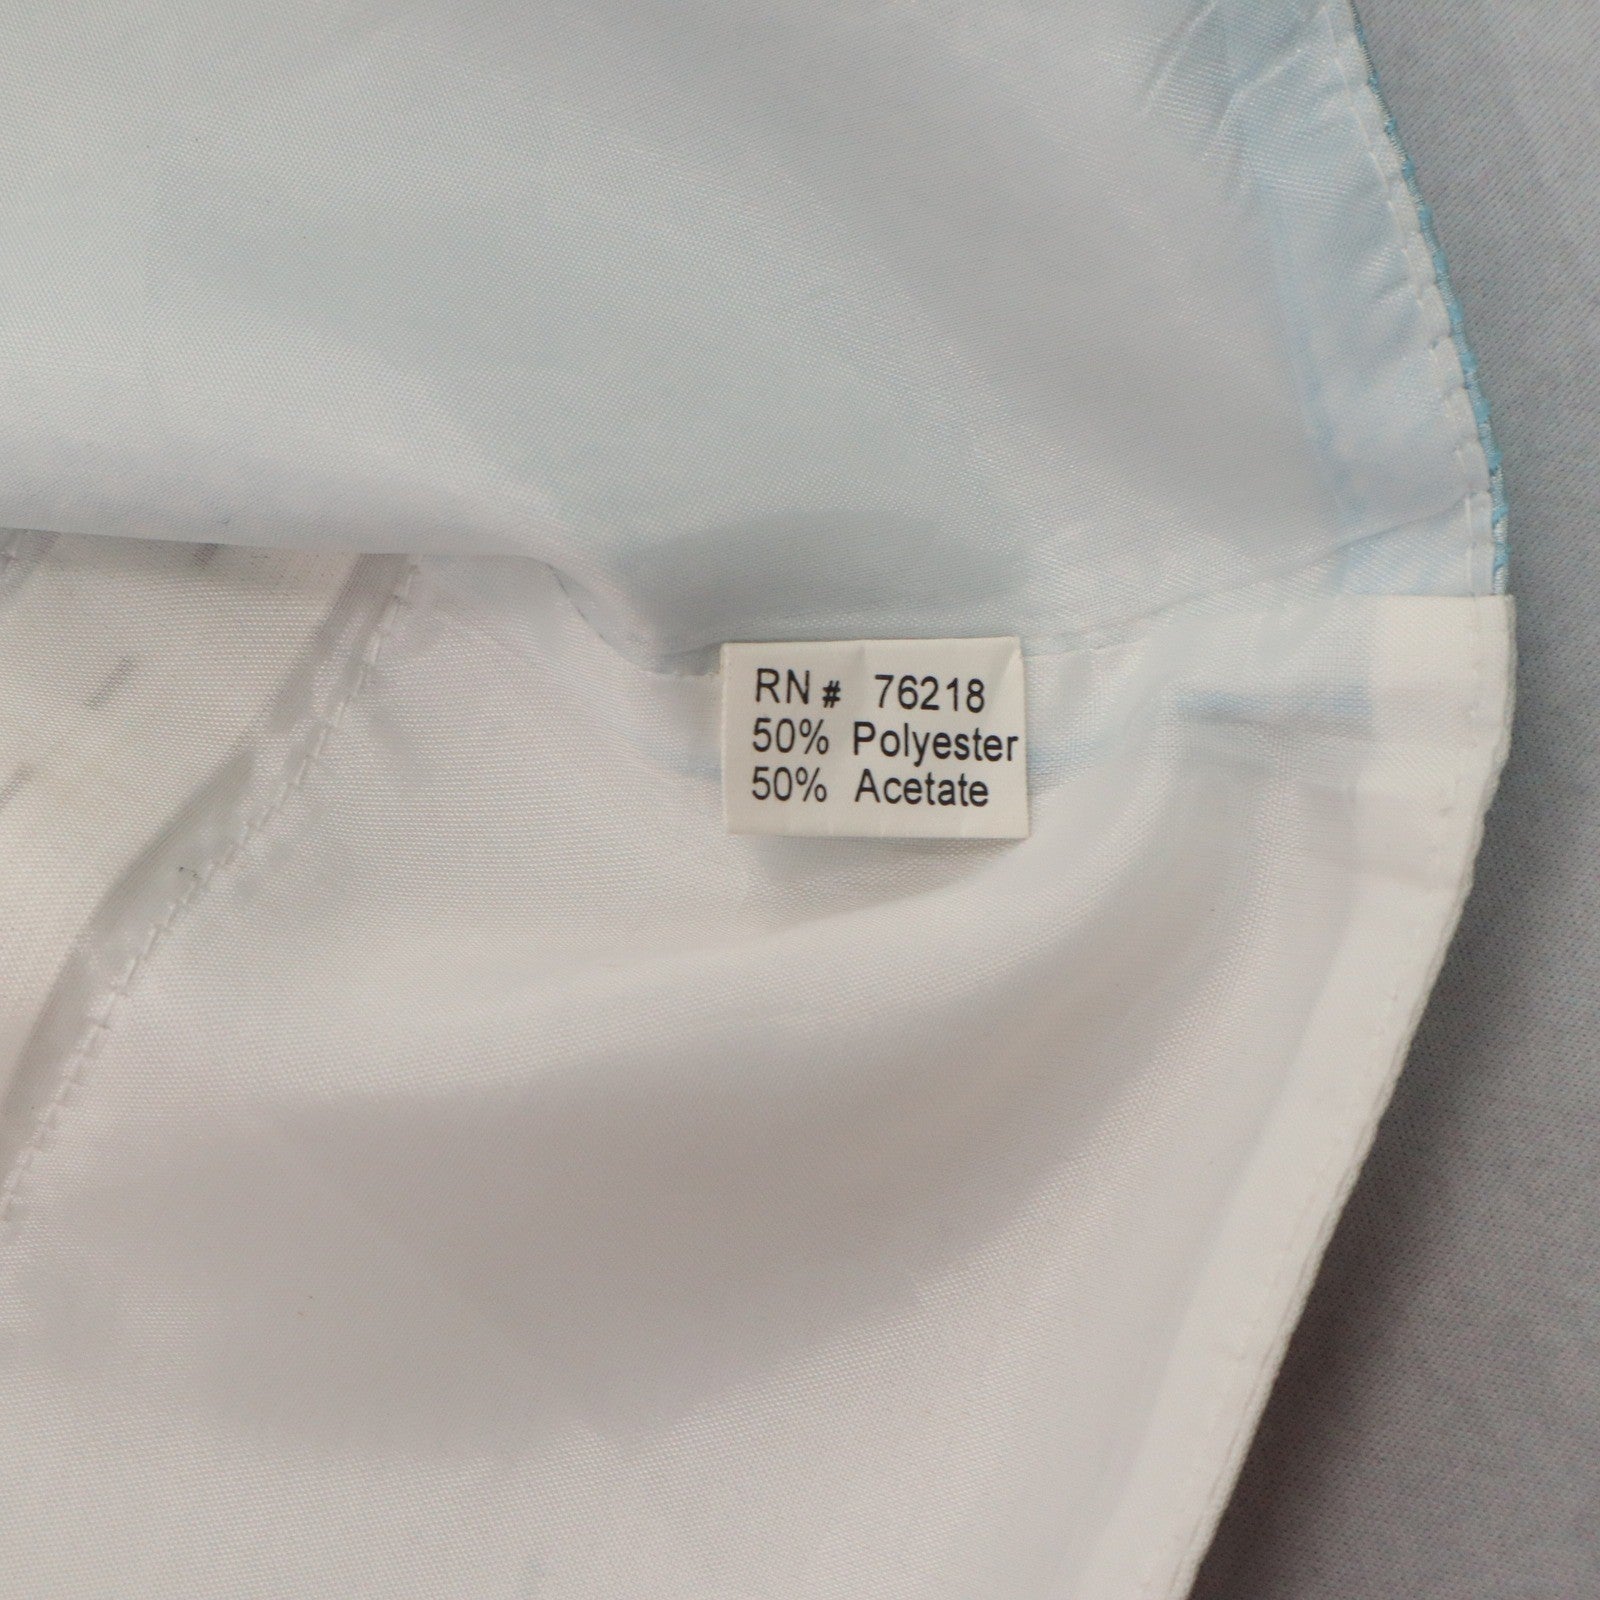 RN # 76218
50% Polyester
50% Acetate